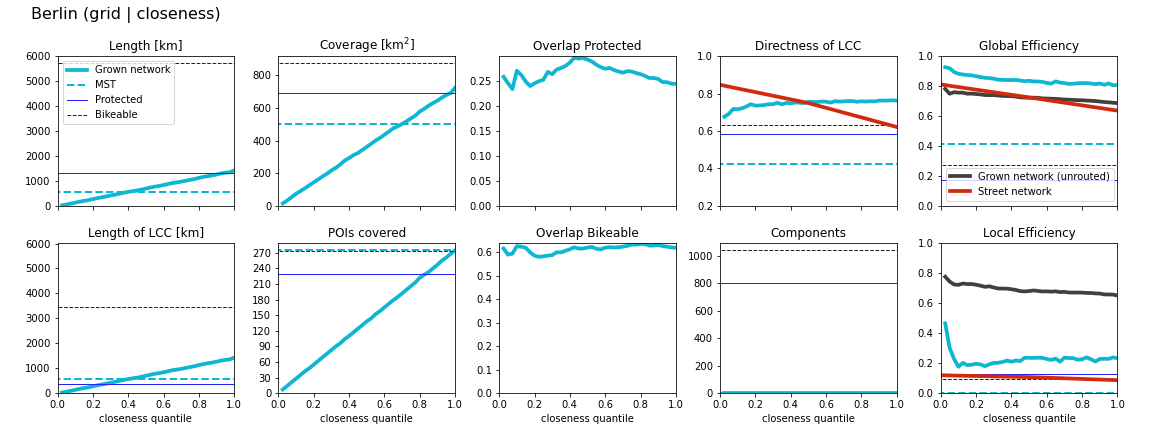 Berlin (grid | closeness)
Length [km]
6000
5000
4000
3000
2000
1000
0
Grown network
MST
Protected
Bikeable
Coverage [km²]
800
600
400
200
0
Overlap Protected
0.25
0.20
0.15
0.10
0.05
0.00
Directness of LCC
1.0
0.8
0.6
0.4
0.2
Global Efficiency
1.0
0.8
0.6
0.4
0.2
0.0
Grown network (unrouted)
Street network
Length of LCC [km]
6000
5000
4000
3000
2000
1000
0
0.0 0.2 0.4 0.6 0.8 1.0
closeness quantile
POIs covered
270
240
210
180
150
120
90
60
30
0
0.0 0.2 0.4 0.6 0.8 1.0
closeness quantile
Overlap Bikeable
0.6
0.5
0.4
0.3
0.2
0.1
0.0
0.0 0.2 0.4 0.6 0.8 1.0
closeness quantile
Components
1000
800
600
400
200
0
0.0 0.2 0.4 0.6 0.8 1.0
closeness quantile
Local Efficiency
1.0
0.8
0.6
0.4
0.2
0.0
0.0 0.2 0.4 0.6 0.8 1.0
closeness quantile